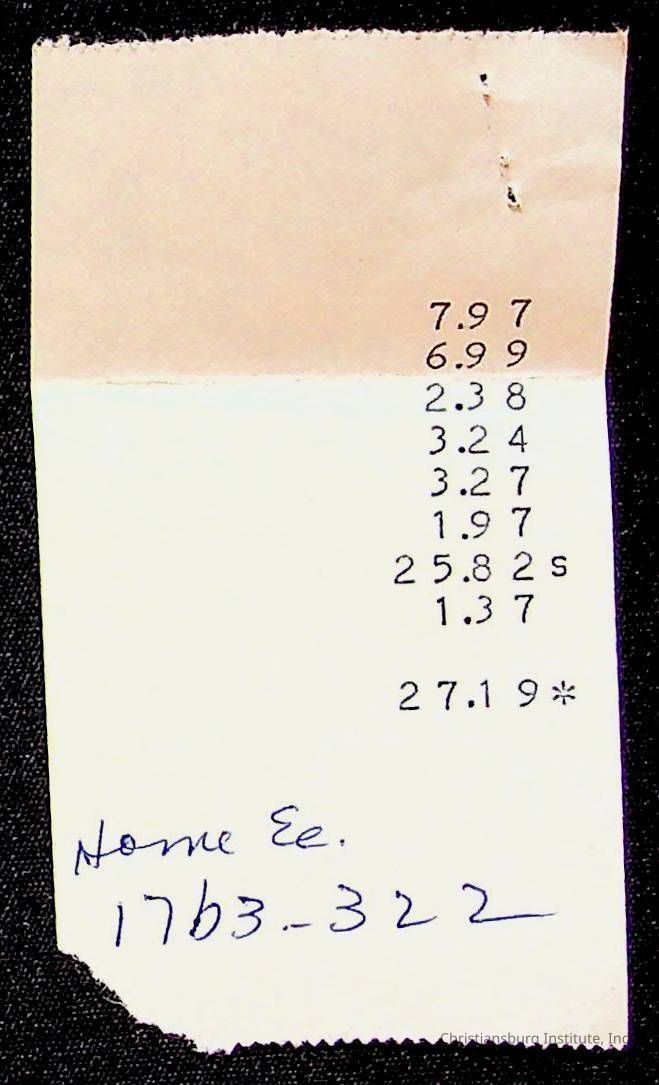 7.97
6.99
2.38
3.24
3.27
1.97
25.82s
1.37
27.19*
Home Ec.
17b3-322
Christiansburg Institute, Inc